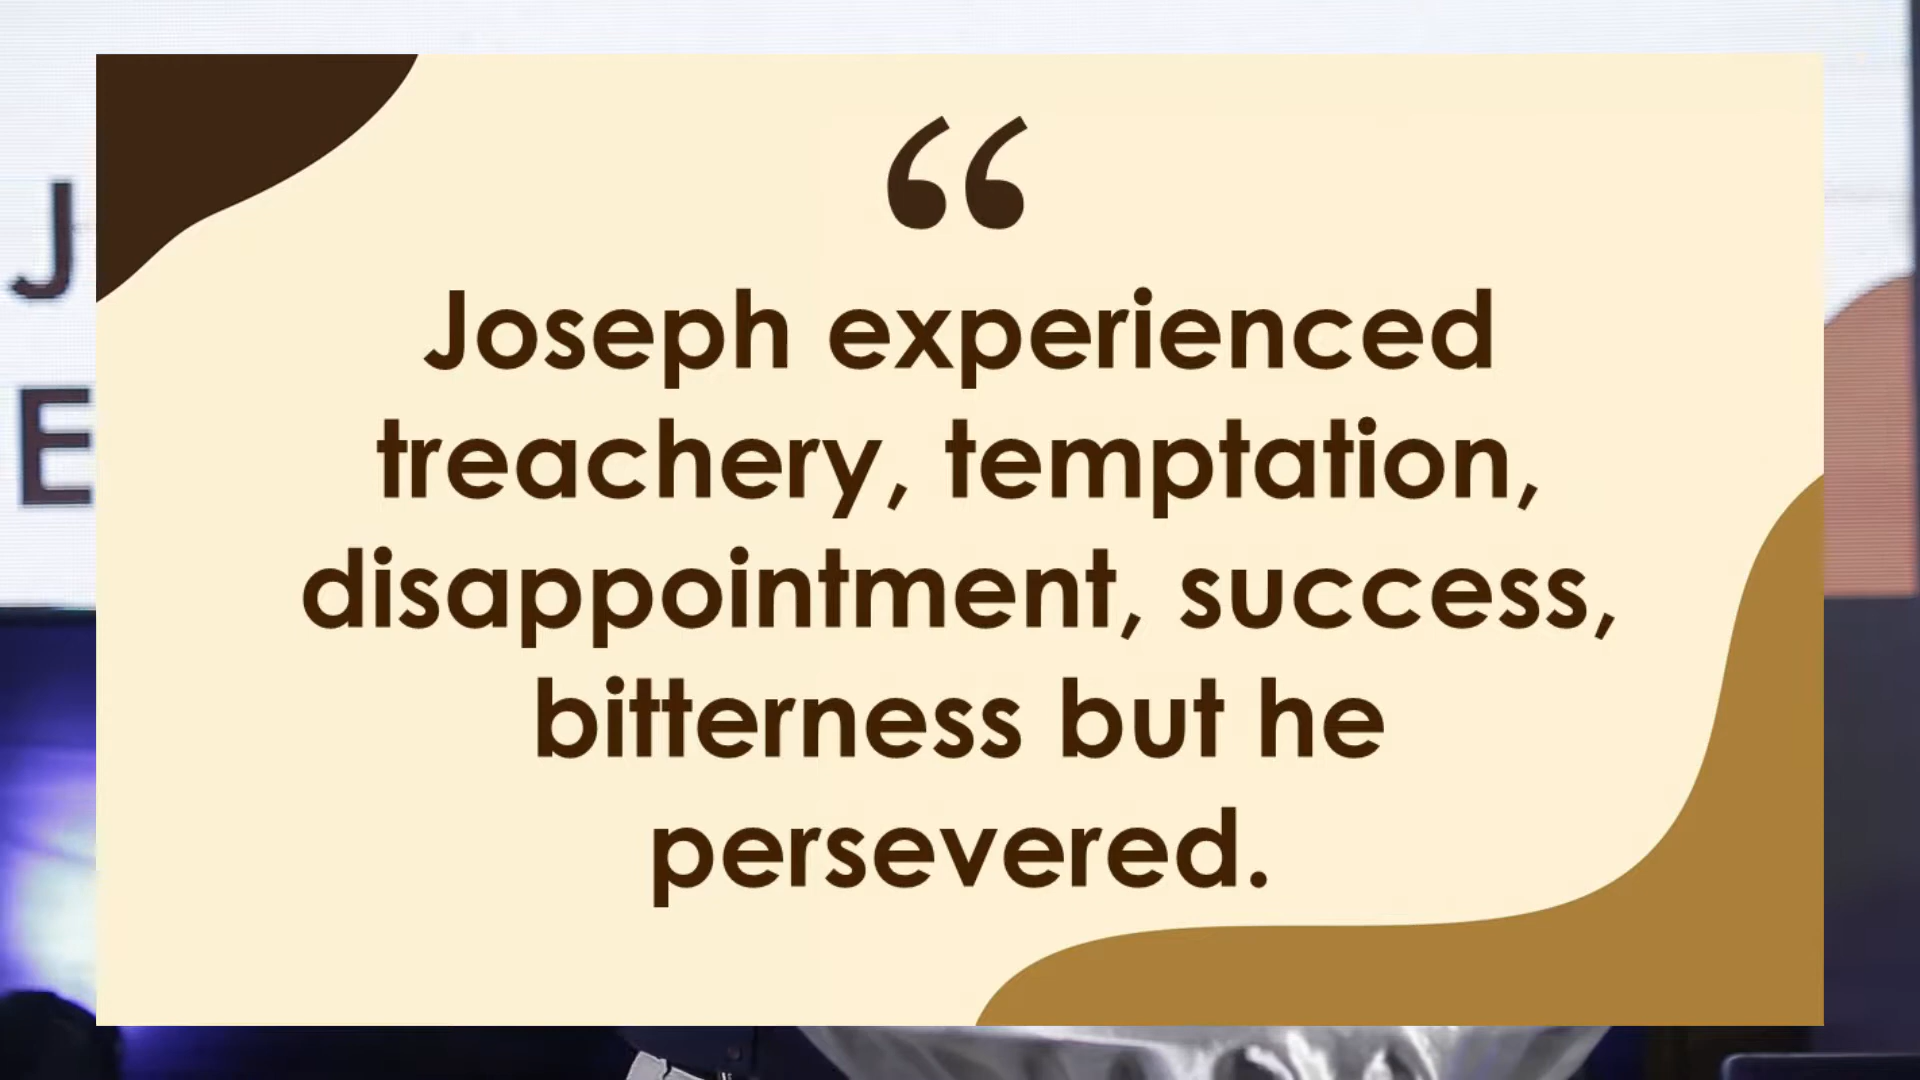 “
Joseph experienced
treachery, temptation,
disappointment, success,
bitterness but he
persevered.
J
E